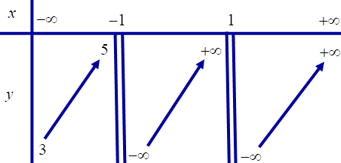 x −∞ −1 1 +∞
5 +∞ +∞
y
3 −∞ −∞